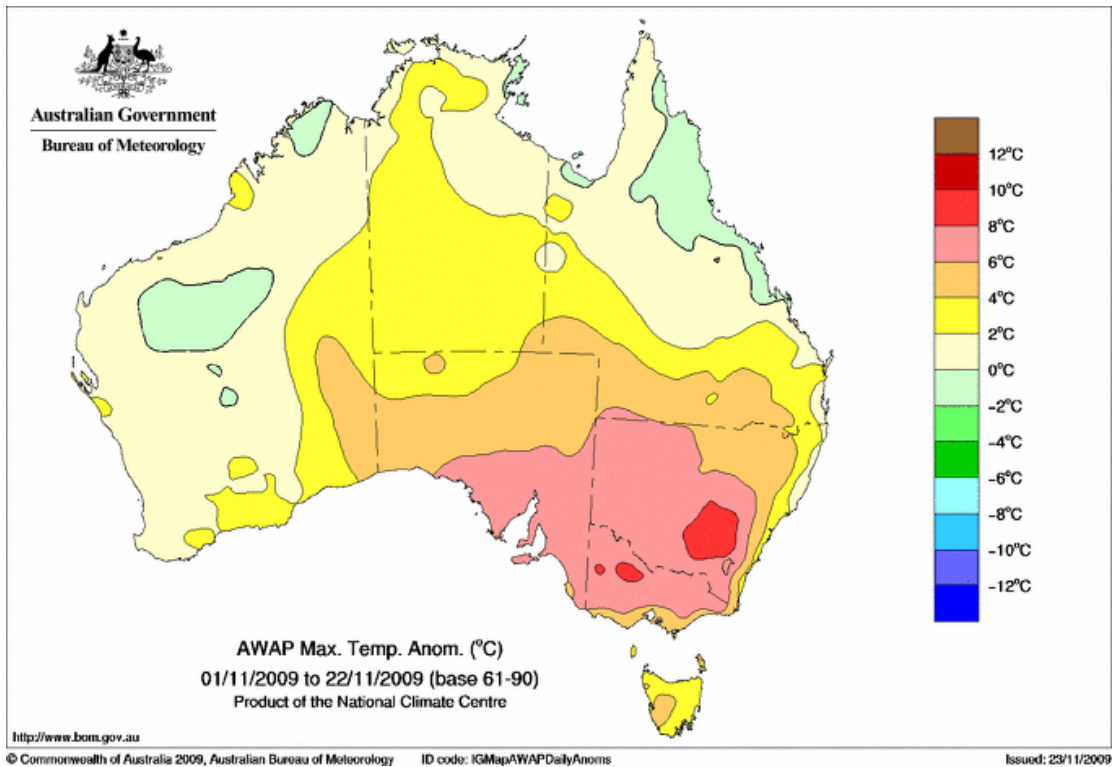 Australian Government
Bureau of Meteorology
12°C
10°C
8°C
6°C
4°C
2°C
0°C
-2°C
-4°C
-6°C
-8°C
-10°C
-12°C
AWAP Max. Temp. Anom. (°C)
01/11/2009 to 22/11/2009 (base 61-90)
Product of the National Climate Centre
http://www.bom.gov.au
© Commonwealth of Australia 2009, Australian Bureau of Meteorology ID code: IGMapAWAPDailyAnoms Issued: 23/11/2009